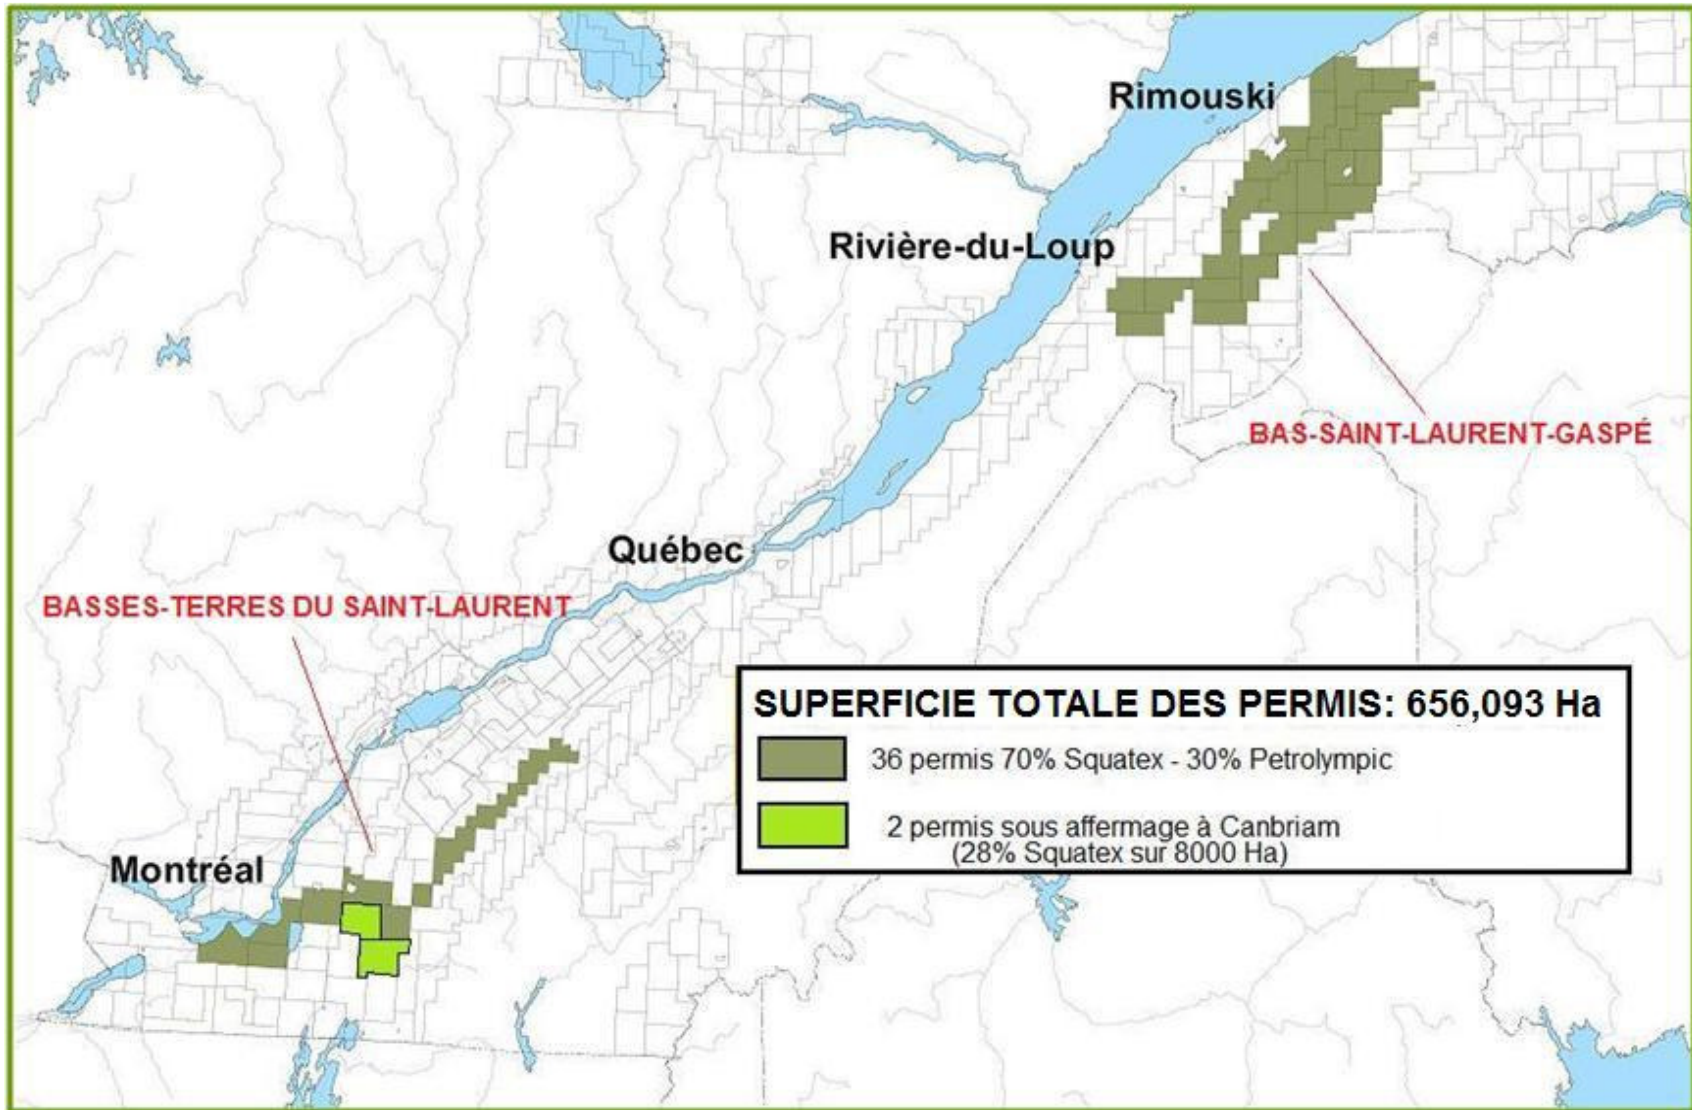 Rimouski
Rivière-du-Loup
BAS-SAINT-LAURENT-GASPÉ
Québec
BASSES-TERRES DU SAINT-LAURENT
SUPERFICIE TOTALE DES PERMIS: 656,093 Ha
36 permis 70% Squatex - 30% Petrolympic
2 permis sous affermage à Canbriam
(28% Squatex sur 8000 Ha)
Montréal